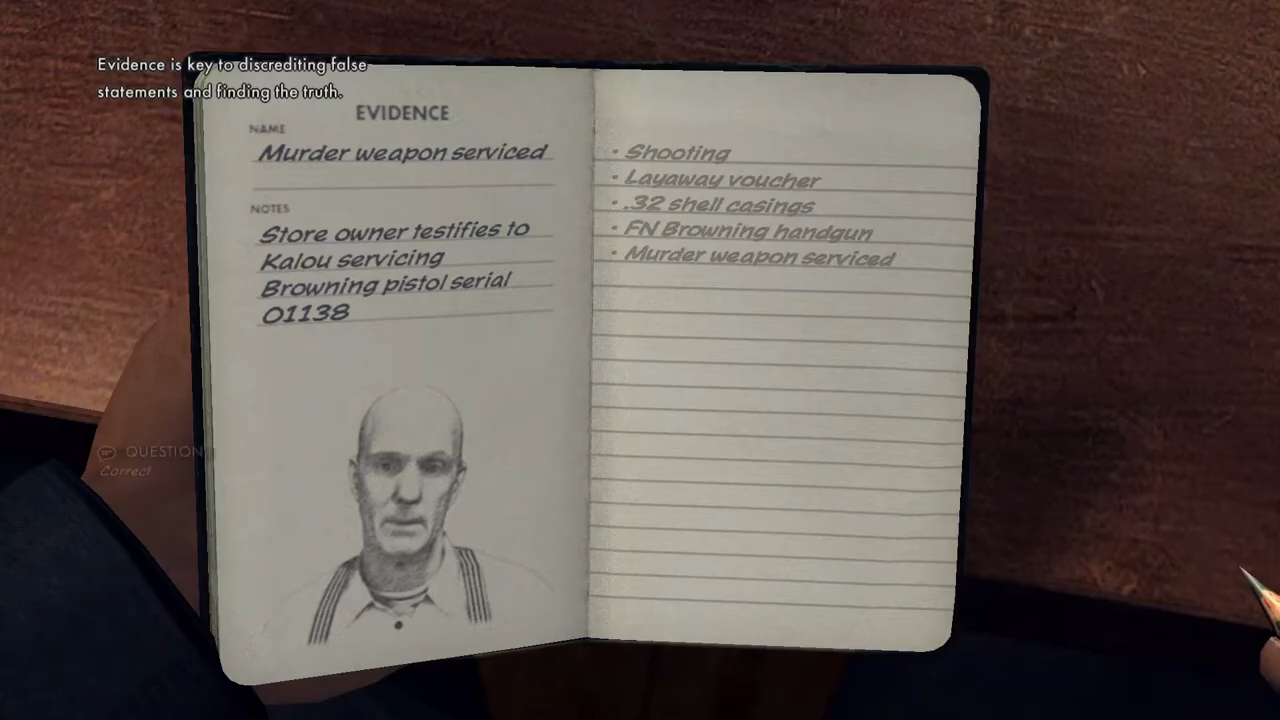 Evidence is key to discrediting false
statements and finding the truth.
EVIDENCE
NAME
Murder weapon serviced
NOTES
Store owner testifies to
Kalou servicing
Browning pistol serial
01138
• Shooting
• Layaway voucher
• .32 shell casings
• FN Browning handgun
• Murder weapon serviced
QUESTION
Correct